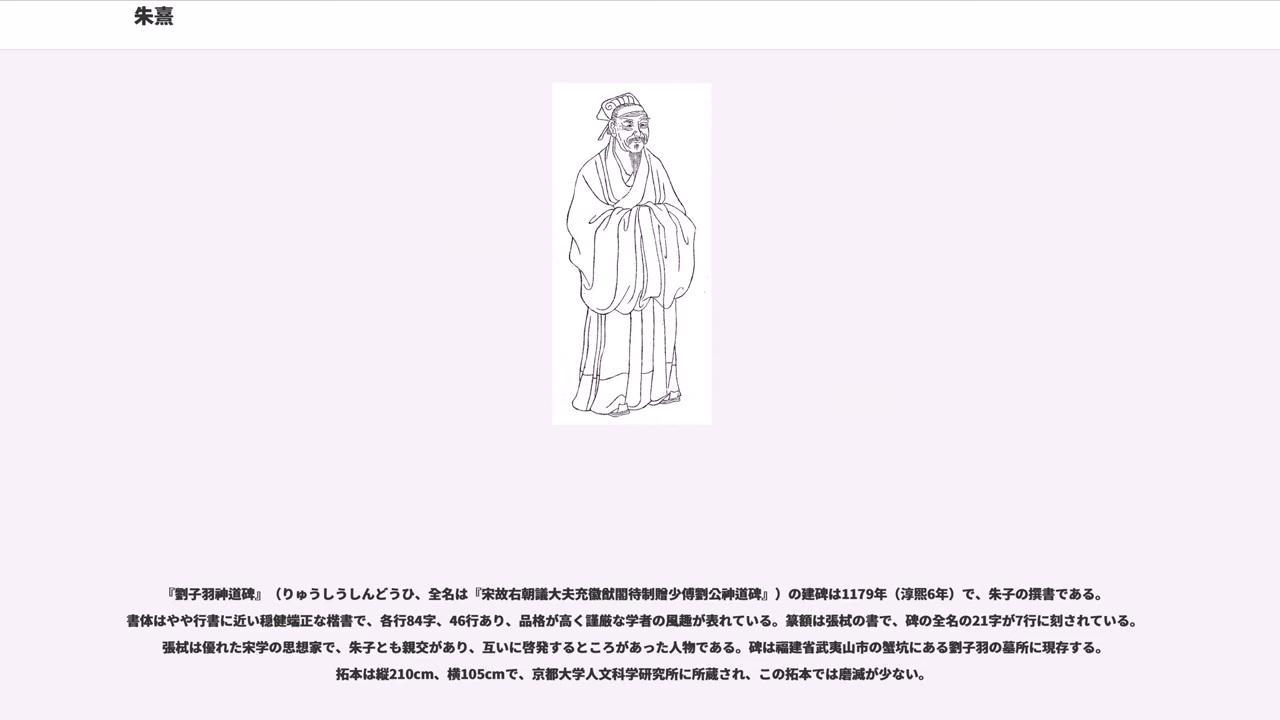 朱熹
『劉子羽神道碑』（りゅうしうしんどうひ、全名は『宋故右朝議大夫充徽猷閣待制贈少傅劉公神道碑』）の建碑は1179年（淳熙6年）で、朱子の撰書である。
書体はやや行書に近い穏健端正な楷書で、各行84字、46行あり、品格が高く謹厳な学者の風趣が表れている。篆額は張栻の書で、碑の全名の21字が7行に刻されている。
張栻は優れた宋学の思想家で、朱子とも親交があり、互いに啓発するところがあった人物である。碑は福建省武夷山市の蟹坑にある劉子羽の墓所に現存する。
拓本は縦210cm、横105cmで、京都大学人文科学研究所に所蔵され、この拓本では磨滅が少ない。